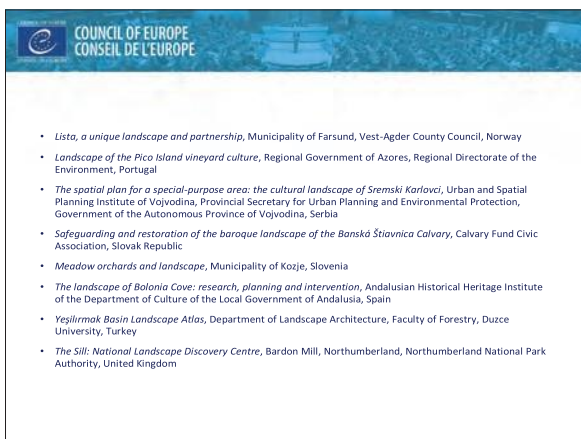 COUNCIL OF EUROPE
CONSEIL DE L'EUROPE
• Lista, a unique landscape and partnership, Municipality of Farsund, Vest-Agder County Council, Norway
• Landscape of the Pico Island vineyard culture, Regional Government of Azores, Regional Directorate of the
Environment, Portugal
• The spatial plan for a special-purpose area: the cultural landscape of Sremski Karlovci, Urban and Spatial
Planning Institute of Vojvodina, Provincial Secretary for Urban Planning and Environmental Protection,
Government of the Autonomous Province of Vojvodina, Serbia
• Safeguarding and restoration of the baroque landscape of the Banská Štiavnica Calvary, Calvary Fund Civic
Association, Slovak Republic
• Meadow orchards and landscape, Municipality of Kozje, Slovenia
• The landscape of Bolonia Cove: research, planning and intervention, Andalusian Historical Heritage Institute
of the Department of Culture of the Local Government of Andalusia, Spain
• Yeşilırmak Basin Landscape Atlas, Department of Landscape Architecture, Faculty of Forestry, Duzce
University, Turkey
• The Sill: National Landscape Discovery Centre, Bardon Mill, Northumberland, Northumberland National Park
Authority, United Kingdom